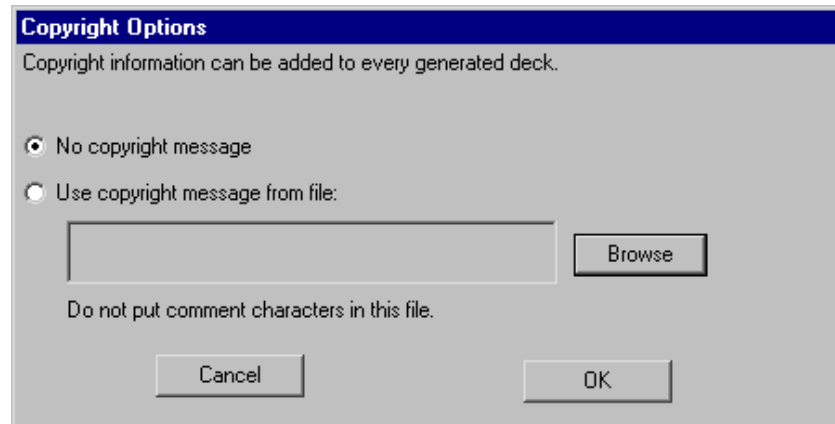 Copyright Options
Copyright information can be added to every generated deck.
No copyright message
Use copyright message from file:
Browse
Do not put comment characters in this file.
Cancel
OK